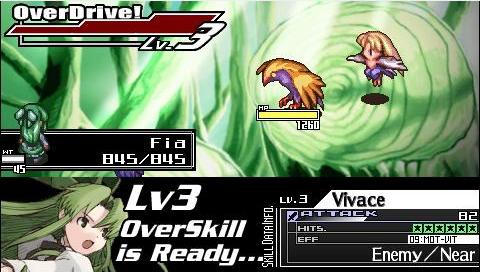 OverDrive!
Lv. 3
HP
1260
Fia
WT
45
845/845
Lv3
OverSkill
is Ready...
SKILL DATA INFO.
Lv. 3 Vivace
ATTACK 82
HITS.
EFF 09:MOT-VIT
Enemy/Near